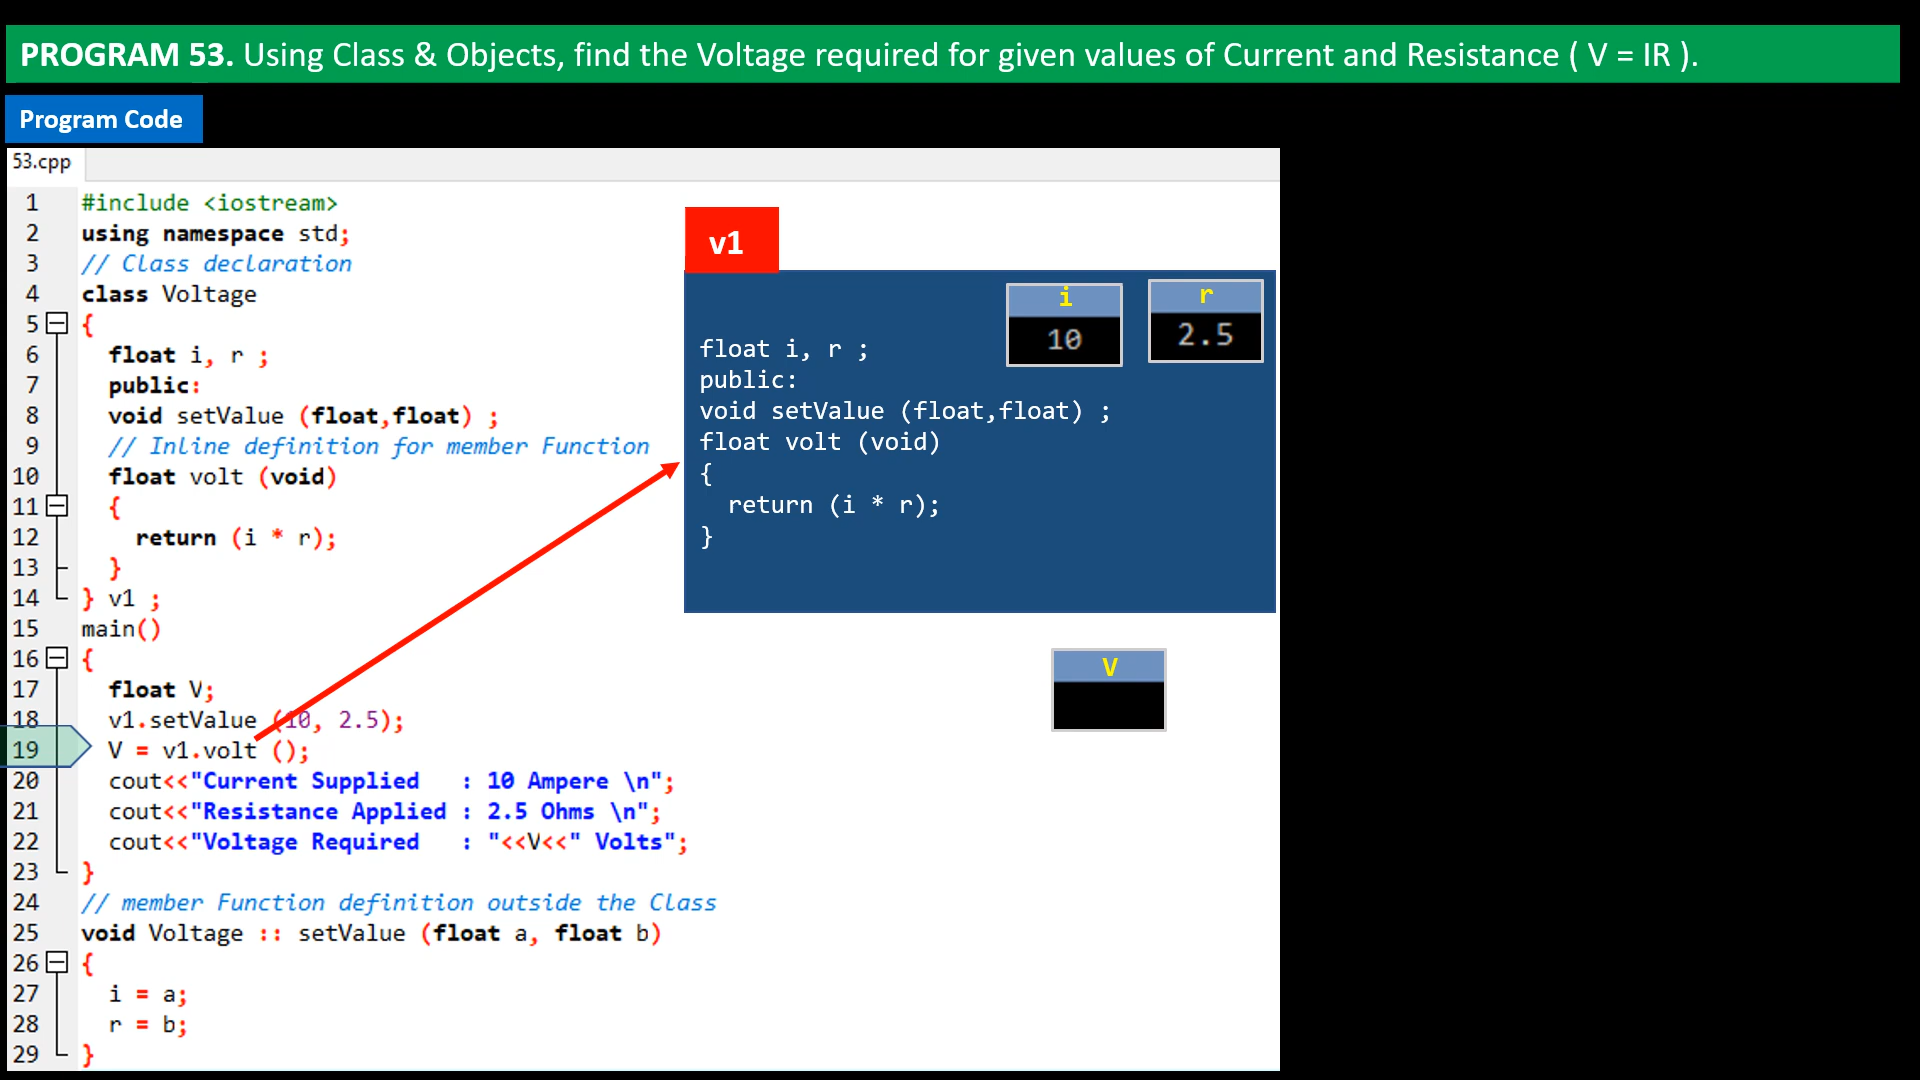 PROGRAM 53. Using Class & Objects, find the Voltage required for given values of Current and Resistance ( V = IR ).
Program Code
53.cpp
1 #include <iostream>
2 using namespace std;
3 // Class declaration
4 class Voltage
5 {
6 float i, r ;
7 public:
8 void setValue (float,float) ;
9 // Inline definition for member Function
10 float volt (void)
11 {
12 return (i * r);
13 }
14 } v1 ;
15 main()
16 {
17 float V;
18 v1.setValue (10, 2.5);
19 V = v1.volt ();
20 cout<<"Current Supplied   : 10 Ampere \n";
21 cout<<"Resistance Applied : 2.5 Ohms \n";
22 cout<<"Voltage Required   : "<<V<<" Volts";
23 }
24 // member Function definition outside the Class
25 void Voltage :: setValue (float a, float b)
26 {
27 i = a;
28 r = b;
29 }
v1
i
10
r
2.5
float i, r ;
public:
void setValue (float,float) ;
float volt (void)
{
return (i * r);
}
V